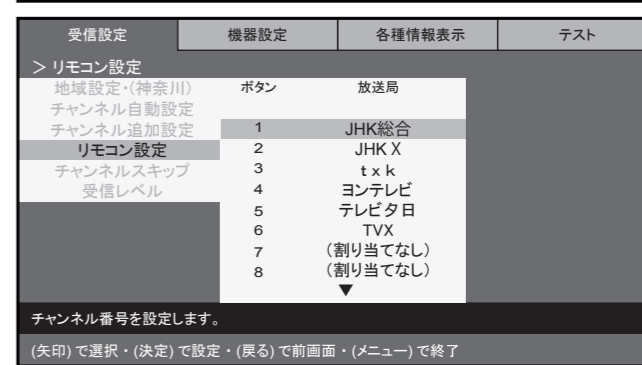 受信設定 機器設定 各種情報表示 テスト
＞リモコン設定
地域設定・(神奈川) ボタン 放送局
チャンネル自動設定
チャンネル追加設定 1 JHK総合
リモコン設定 2 JHK X
チャンネルスキップ 3 txk
受信レベル 4 ヨンテレビ
5 テレビ夕日
6 TVX
7 (割り当てなし)
8 (割り当てなし)
▼
チャンネル番号を設定します。
(矢印) で選択・(決定) で設定・(戻る) で前画面・(メニュー) で終了